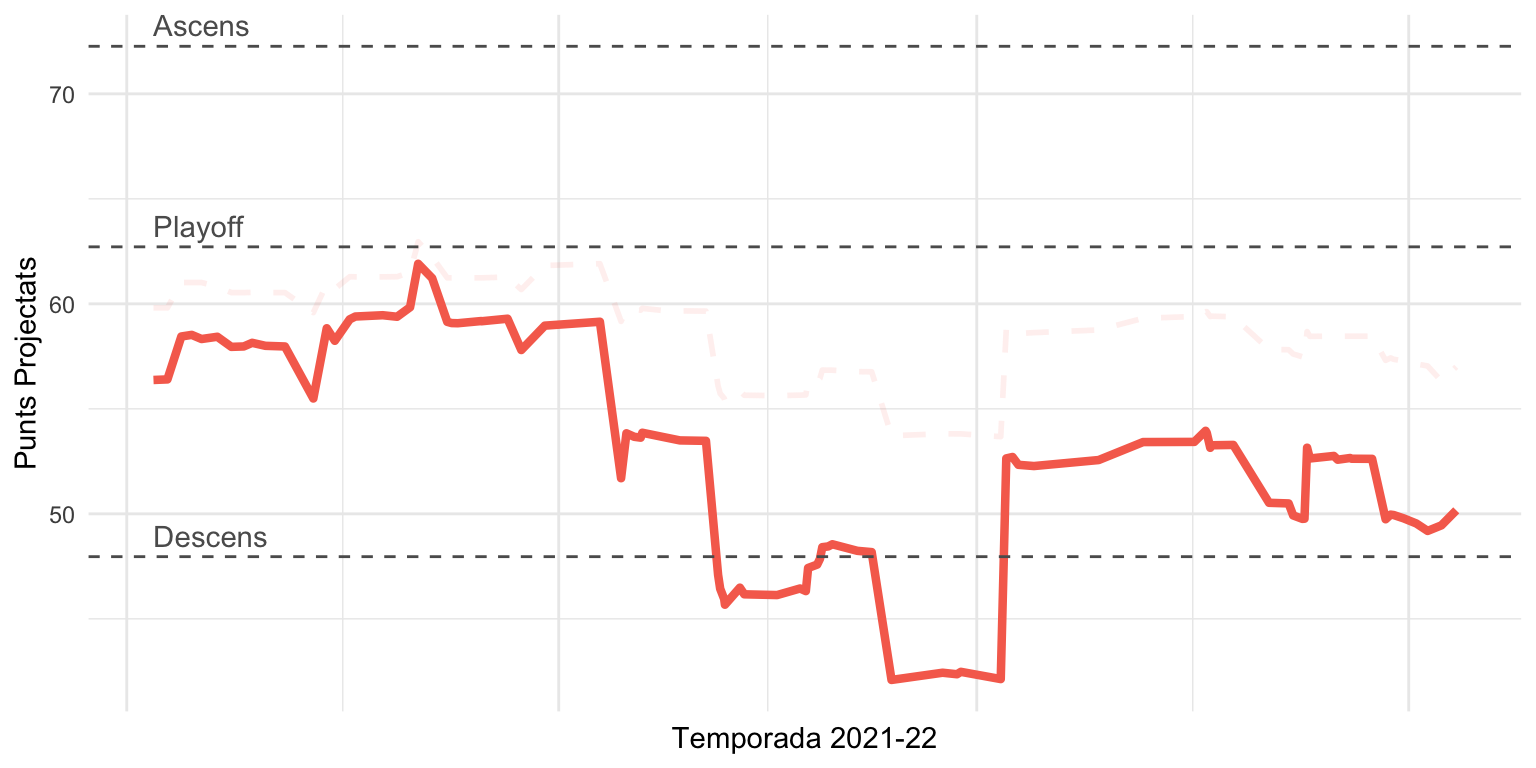 Ascens
70
Playoff
60
Punts Projectats
50
Descens
Temporada 2021-22